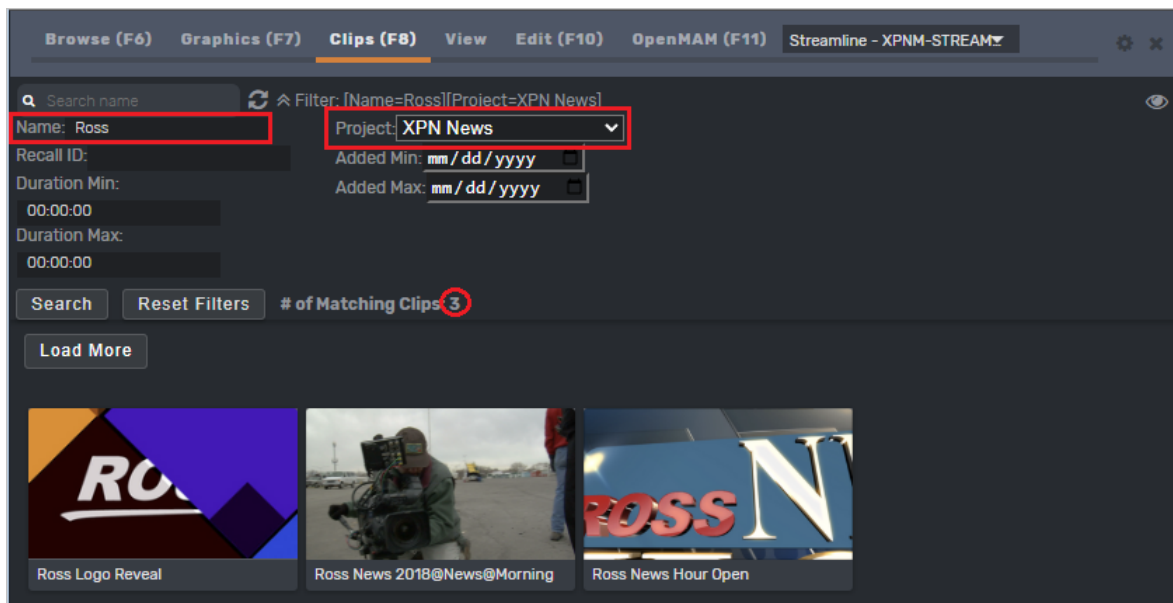 Browse (F6) Graphics (F7) Clips (F8) View Edit (F10) OpenMAM (F11) Streamline - XPNM-STREAM
Search name Filter: [Name=Ross][Project=XPN News]
Name: Ross Project: XPN News
Recall ID: Added Min: mm/dd/yyyy
Duration Min: Added Max: mm/dd/yyyy
00:00:00
Duration Max:
00:00:00
Search Reset Filters # of Matching Clips: 3
Load More
ROSS N
Ross Logo Reveal Ross News 2018@News@Morning Ross News Hour Open